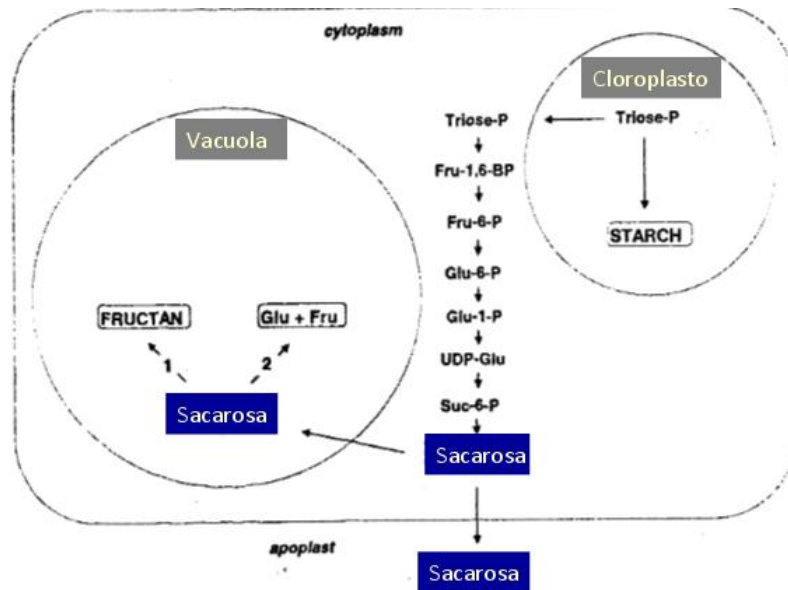 cytoplasm
Cloroplasto
Triose-P
Triose-P
Vacuola
Fru-1,6-BP
Fru-6-P
STARCH
Glu-6-P
FRUCTAN
Glu + Fru
Glu-1-P
1
2
UDP-Glu
Sacarosa
Suc-6-P
Sacarosa
apoplast
Sacarosa